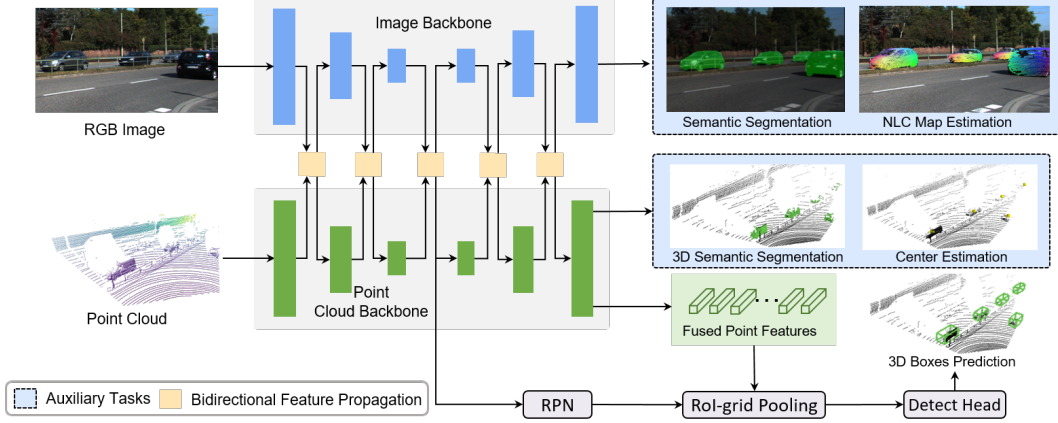 Image Backbone
RGB Image
Semantic Segmentation
NLC Map Estimation
Point
Cloud Backbone
Point Cloud
3D Semantic Segmentation
Center Estimation
Fused Point Features
3D Boxes Prediction
Auxiliary Tasks
Bidirectional Feature Propagation
RPN
RoI-grid Pooling
Detect Head